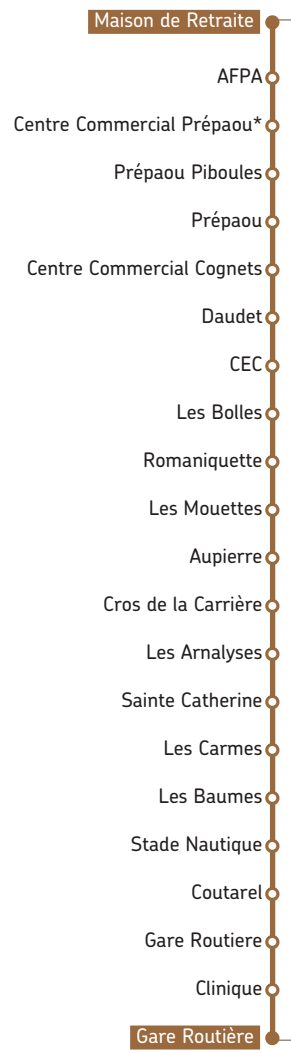 Maison de Retraite
AFPA
Centre Commercial Prépaou*
Prépaou Piboules
Prépaou
Centre Commercial Cognets
Daudet
CEC
Les Bolles
Romaniquette
Les Mouettes
Aupierre
Cros de la Carrière
Les Arnalyses
Sainte Catherine
Les Carmes
Les Baumes
Stade Nautique
Coutarel
Gare Routiere
Clinique
Gare Routière